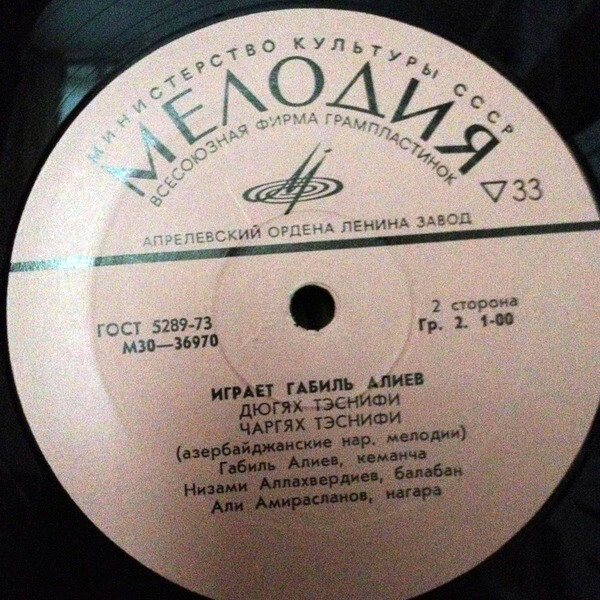 МИНИСТЕРСТВО КУЛЬТУРЫ СССР
МЕЛОДИЯ
ВСЕСОЮЗНАЯ ФИРМА ГРАМПЛАСТИНОК
33
АПРЕЛЕВСКИЙ ОРДЕНА ЛЕНИНА ЗАВОД
ГОСТ 5289-73
М30—36970
2 сторона
Гр. 2. 1-00
ИГРАЕТ ГАБИЛЬ АЛИЕВ
ДЮГЯХ ТЭСНИФИ
ЧАРГЯХ ТЭСНИФИ
(азербайджанские нар. мелодии)
Габиль Алиев, кеманча
Низами Аллахвердиев, балабан
Али Амирасланов, нагара